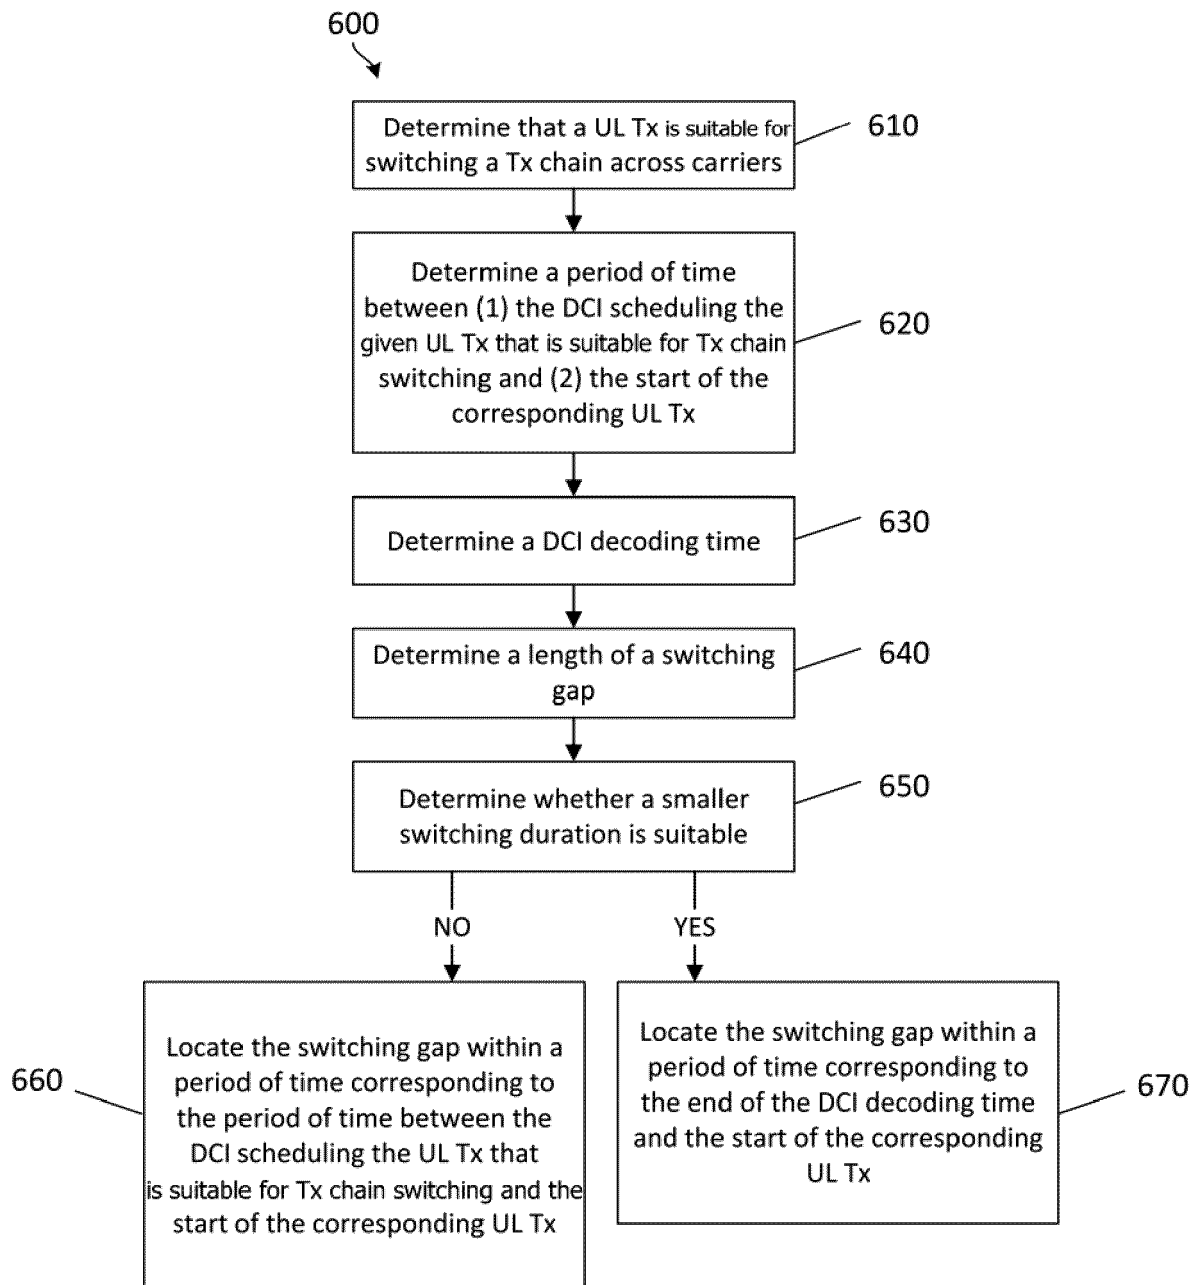 600
Determine that a UL Tx is suitable for
switching a Tx chain across carriers
610
Determine a period of time
between (1) the DCI scheduling the
given UL Tx that is suitable for Tx chain
switching and (2) the start of the
corresponding UL Tx
620
Determine a DCI decoding time
630
Determine a length of a switching
gap
640
Determine whether a smaller
switching duration is suitable
650
NO
YES
Locate the switching gap within a
period of time corresponding to
the period of time between the
DCI scheduling the UL Tx that
is suitable for Tx chain switching and the
start of the corresponding UL Tx
660
Locate the switching gap within a
period of time corresponding to
the end of the DCI decoding time
and the start of the corresponding
UL Tx
670